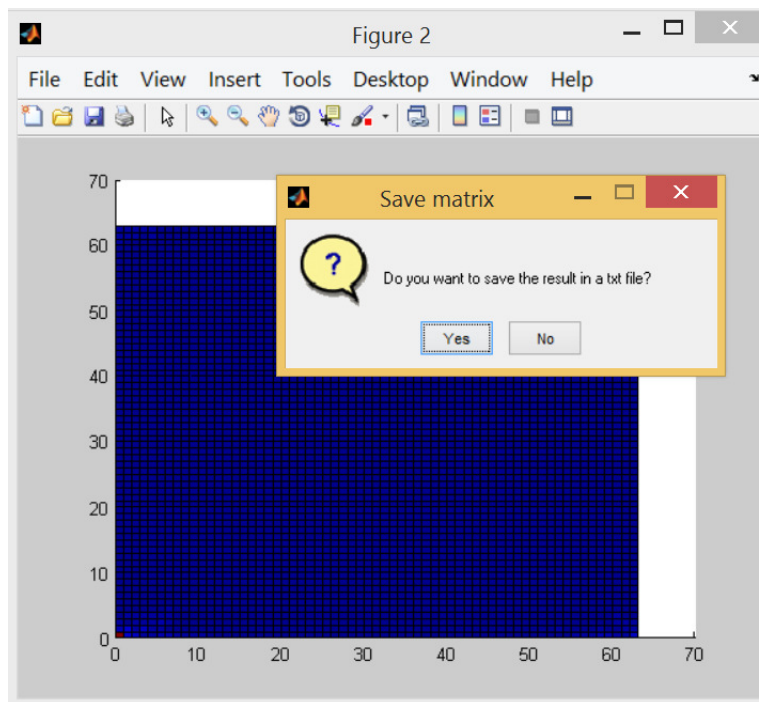 Figure 2
File Edit View Insert Tools Desktop Window Help
Save matrix
?
Do you want to save the result in a txt file?
Yes No
70
60
50
40
30
20
10
0
0 10 20 30 40 50 60 70